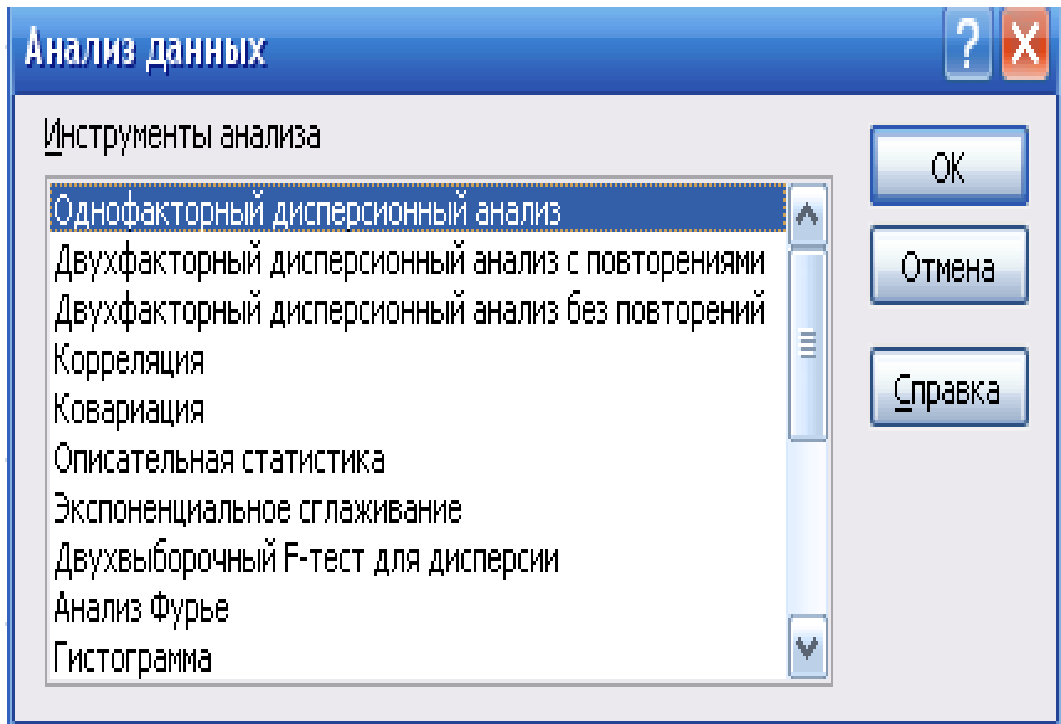 Анализ данных
Инструменты анализа
Однофакторный дисперсионный анализ
Двухфакторный дисперсионный анализ с повторениями
Двухфакторный дисперсионный анализ без повторений
Корреляция
Ковариация
Описательная статистика
Экспоненциальное сглаживание
Двухвыборочный F-тест для дисперсии
Анализ Фурье
Гистограмма
ОК
Отмена
Справка